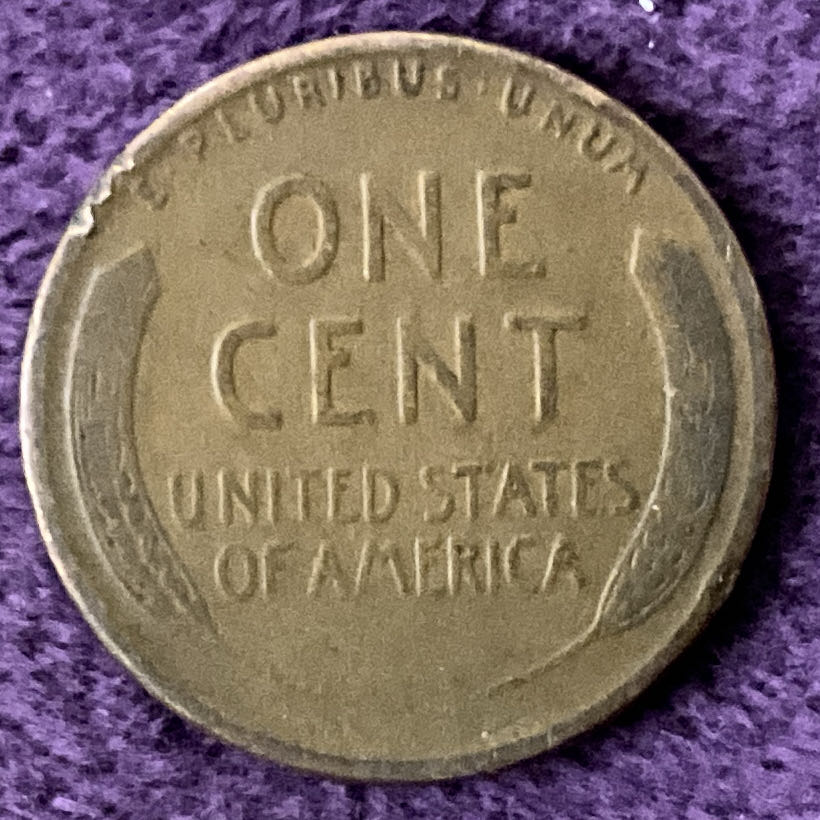 E · PLURIBUS · UNUM
ONE
CENT
UNITED STATES
OF AMERICA